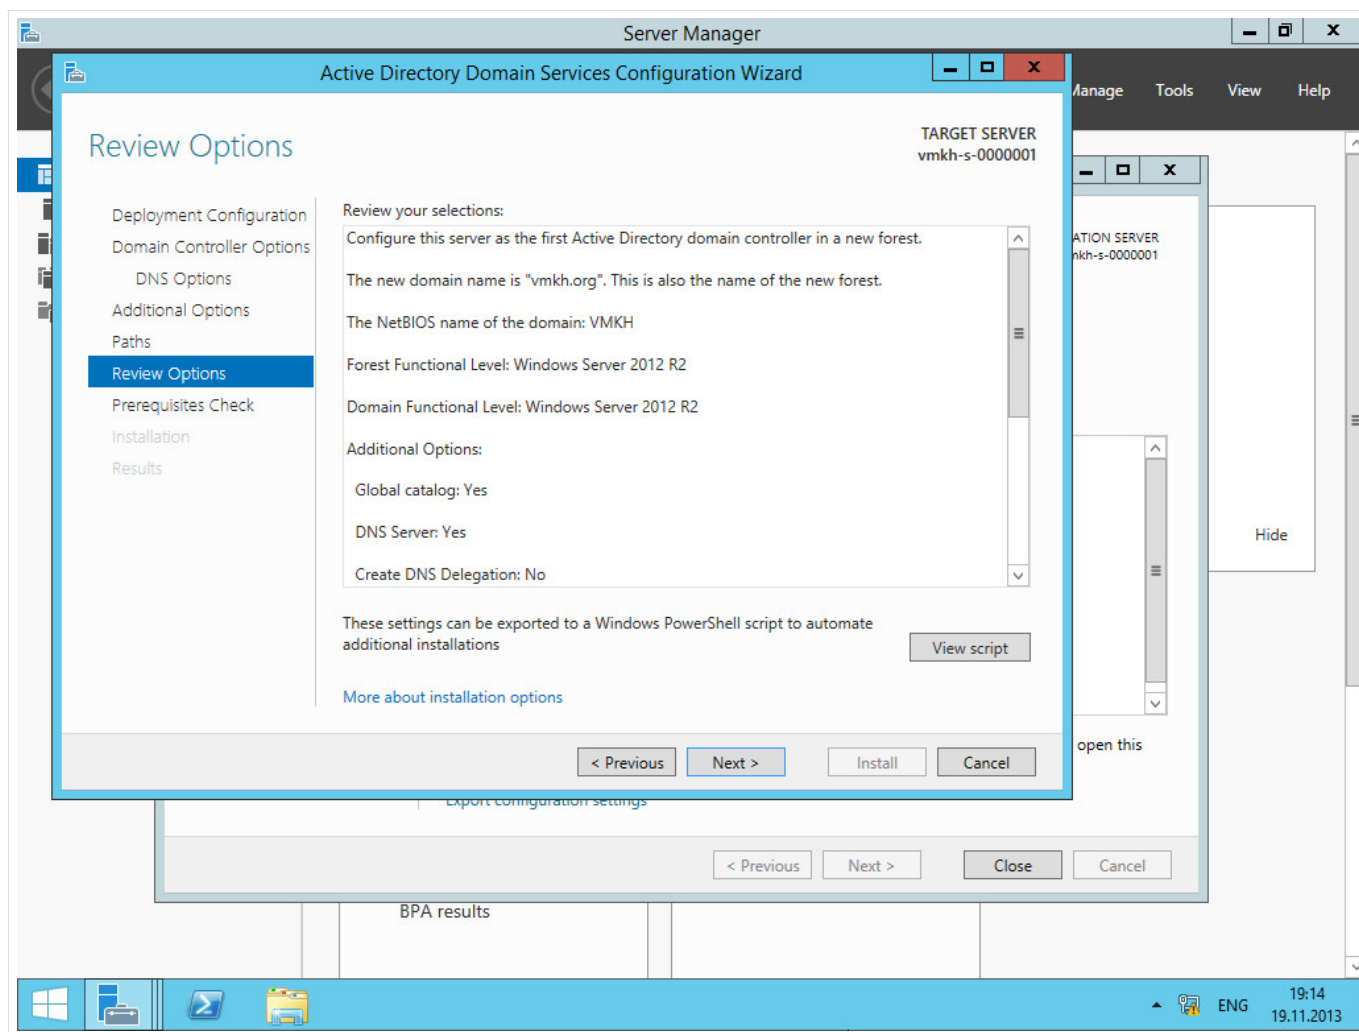 Server Manager
Active Directory Domain Services Configuration Wizard
Manage Tools View Help
Review Options
TARGET SERVER
vmkh-s-0000001
Deployment Configuration
Domain Controller Options
DNS Options
Additional Options
Paths
Review Options
Prerequisites Check
Installation
Results
Review your selections:
Configure this server as the first Active Directory domain controller in a new forest.
The new domain name is "vmkh.org". This is also the name of the new forest.
The NetBIOS name of the domain: VMKH
Forest Functional Level: Windows Server 2012 R2
Domain Functional Level: Windows Server 2012 R2
Additional Options:
Global catalog: Yes
DNS Server: Yes
Create DNS Delegation: No
These settings can be exported to a Windows PowerShell script to automate
additional installations
View script
More about installation options
< Previous Next > Install Cancel
ATION SERVER
nkh-s-0000001
Hide
open this
Export configuration settings
< Previous Next > Close Cancel
BPA results
ENG
19:14
19.11.2013